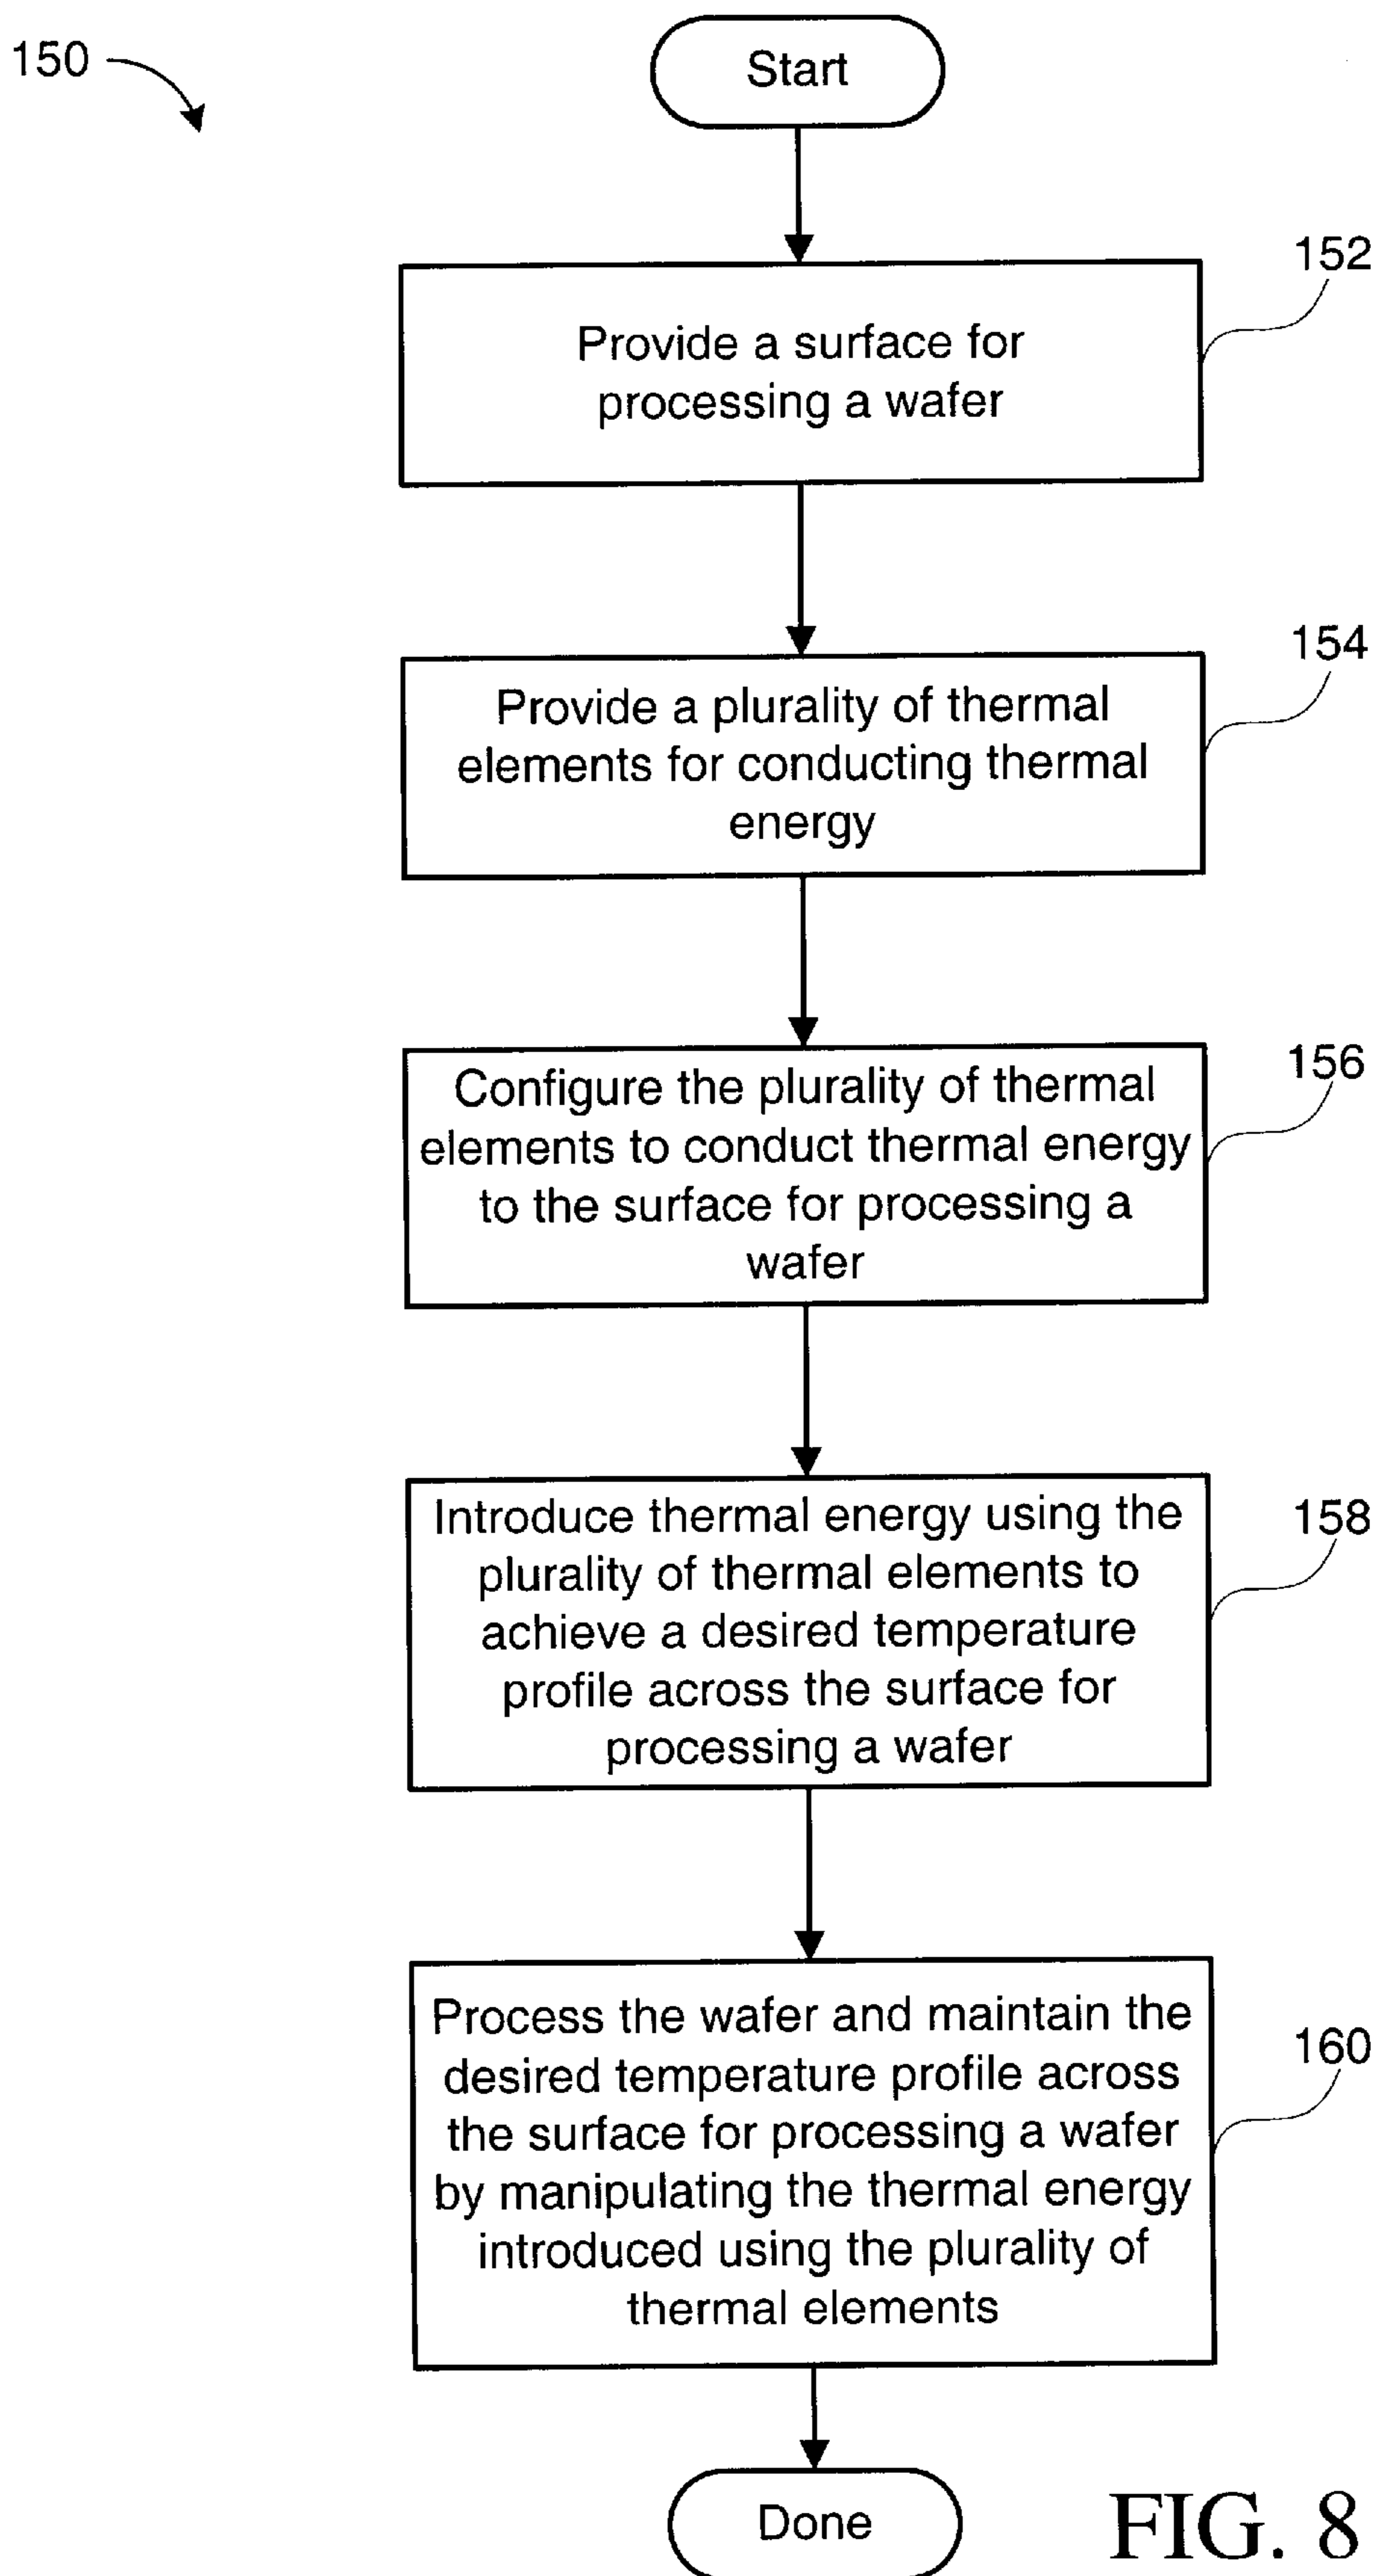 150
Start
152
Provide a surface for
processing a wafer
154
Provide a plurality of thermal
elements for conducting thermal
energy
156
Configure the plurality of thermal
elements to conduct thermal energy
to the surface for processing a
wafer
158
Introduce thermal energy using the
plurality of thermal elements to
achieve a desired temperature
profile across the surface for
processing a wafer
160
Process the wafer and maintain the
desired temperature profile across
the surface for processing a wafer
by manipulating the thermal energy
introduced using the plurality of
thermal elements
Done
FIG. 8